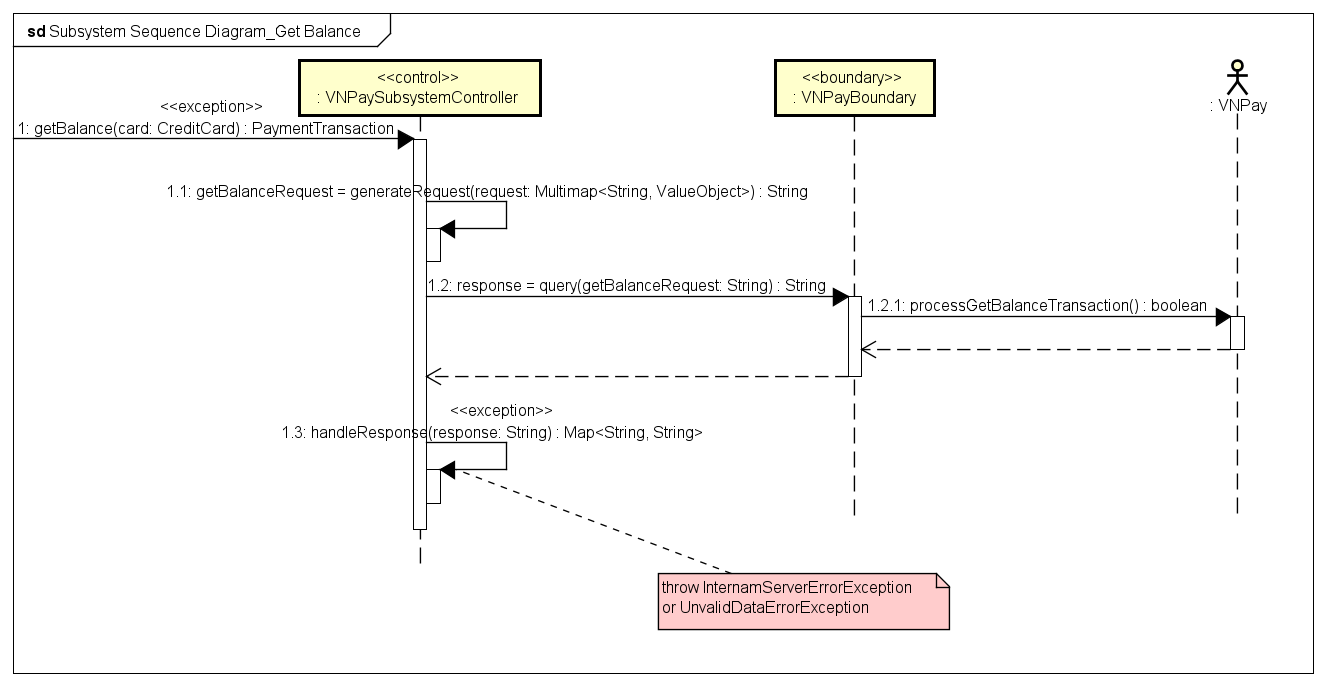 sd Subsystem Sequence Diagram_Get Balance
<<control>>
: VNPaySubsystemController
<<boundary>>
: VNPayBoundary
: VNPay
<<exception>>
1: getBalance(card: CreditCard) : PaymentTransaction
1.1: getBalanceRequest = generateRequest(request: Multimap<String, ValueObject>) : String
1.2: response = query(getBalanceRequest: String) : String
1.2.1: processGetBalanceTransaction() : boolean
<<exception>>
1.3: handleResponse(response: String) : Map<String, String>
throw InternamServerErrorException
or UnvalidDataErrorException